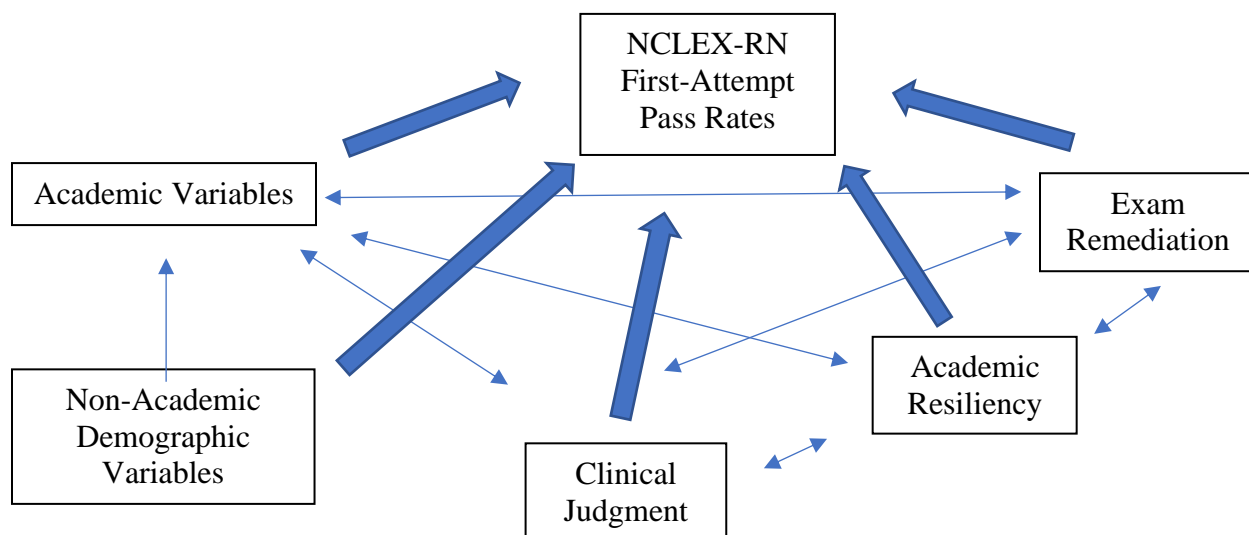 NCLEX-RN
First-Attempt
Pass Rates
Academic Variables
Exam
Remediation
Non-Academic
Demographic
Variables
Academic
Resiliency
Clinical
Judgment